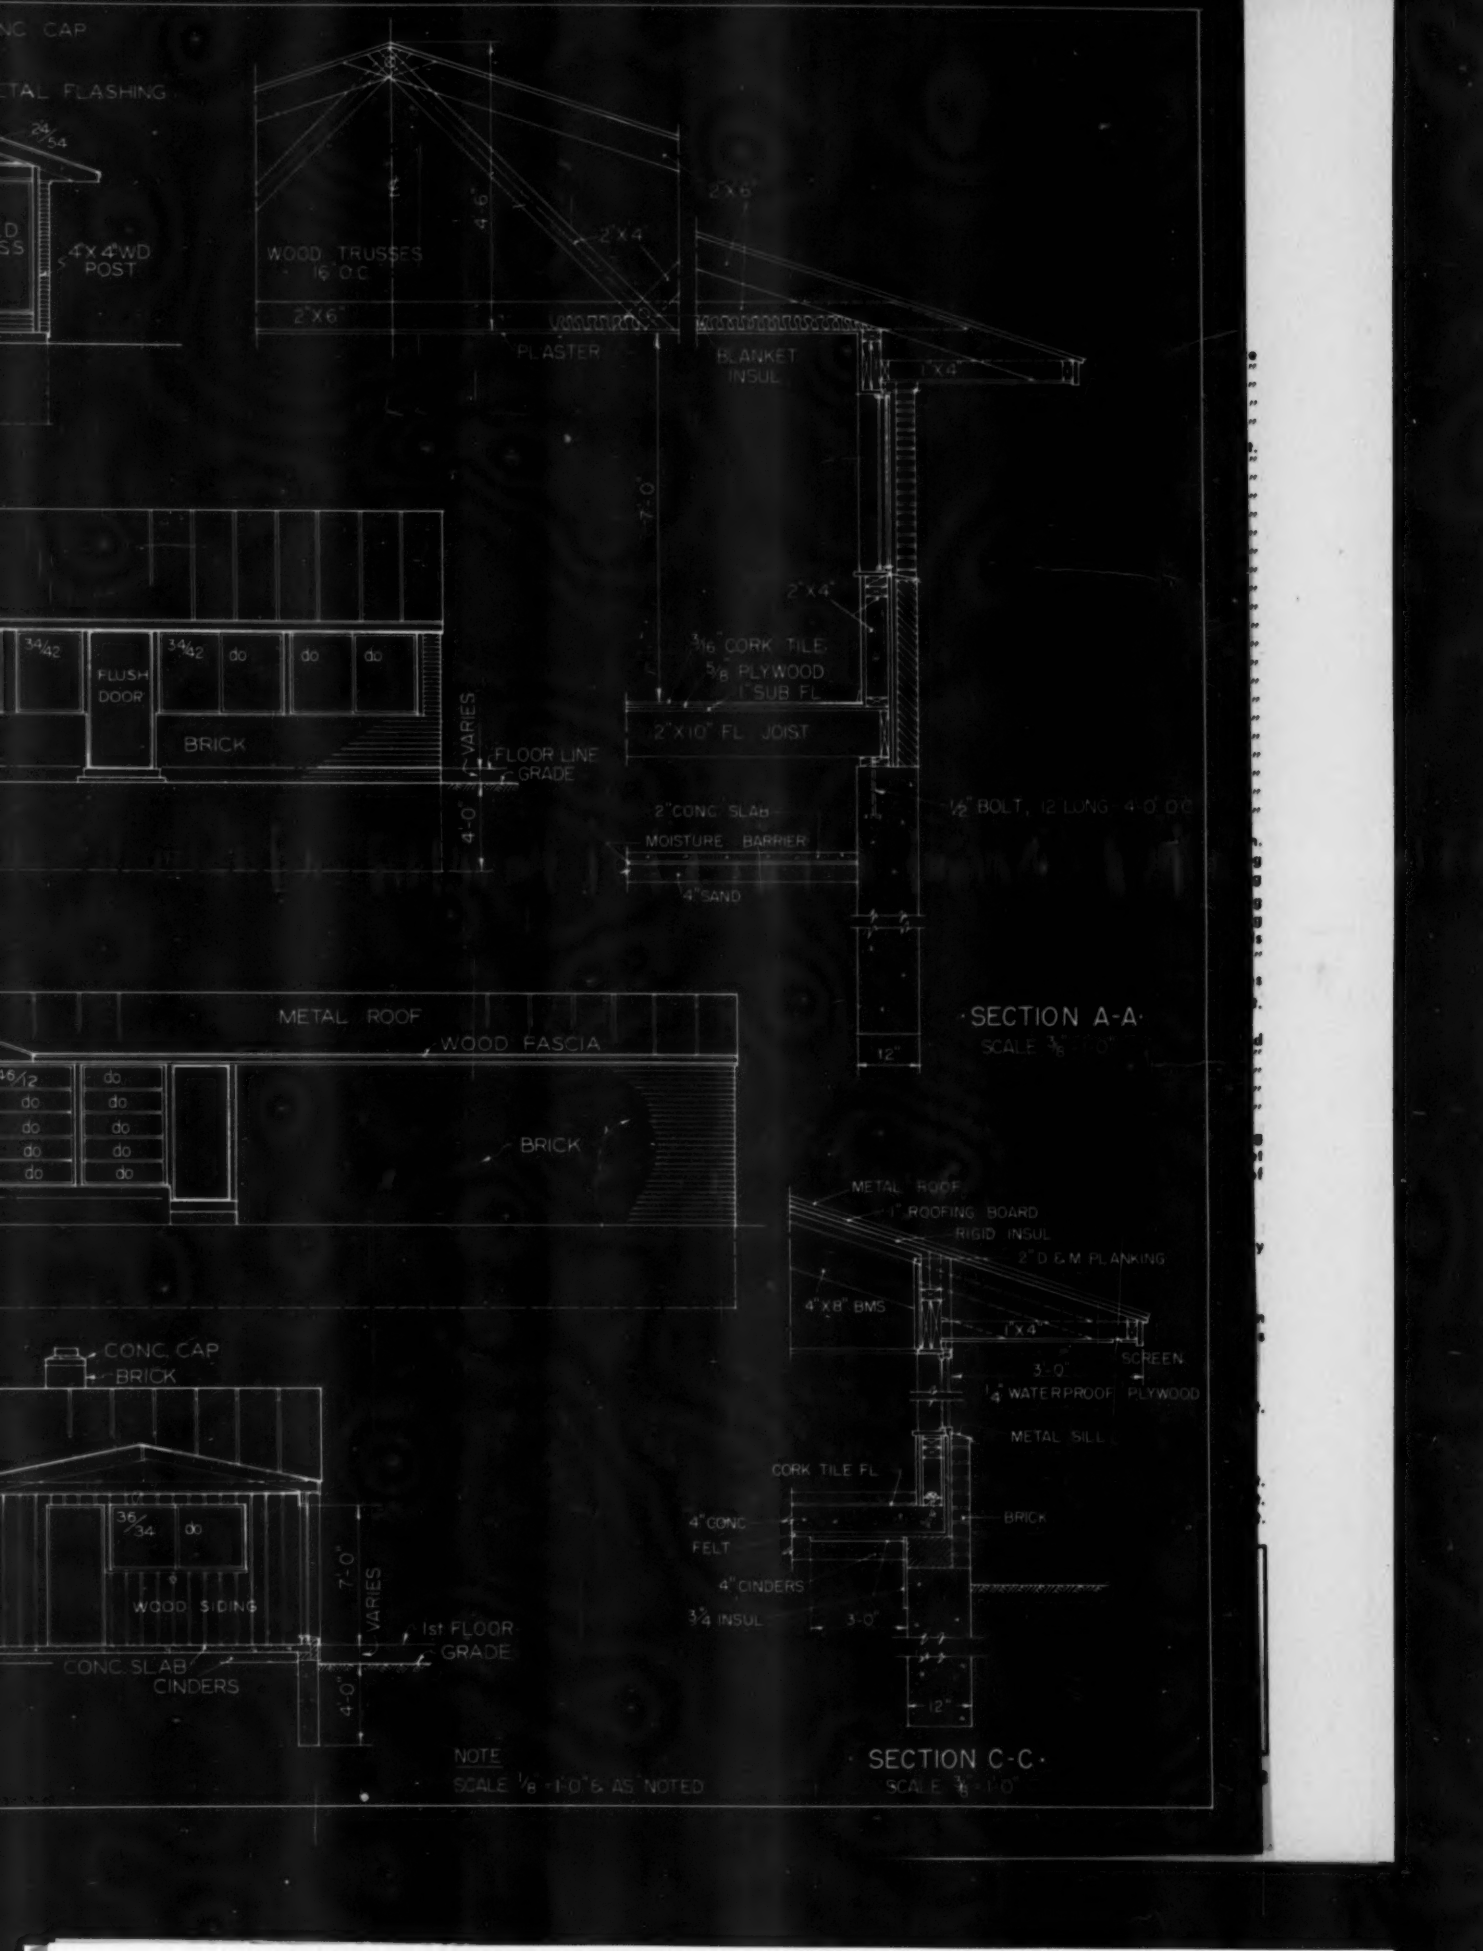 NC CAP
ETAL FLASHING
24/54
4"X4"WD
POST
WOOD TRUSSES
16"O.C
2"X6"
4'-6"
2"X4"
2"X6"
PLASTER
BLANKET
INSUL
1"X4"
7'-0"
2"X4"
3/16" CORK TILE
5/8" PLYWOOD
1" SUB FL
2"X10" FL JOIST
2" CONC SLAB
MOISTURE BARRIER
4" SAND
1/2" BOLT, 12 LONG 4'-0" O.C
12"
·SECTION A-A·
SCALE 3/8"=1'-0"
34/42
FLUSH
DOOR
34/42
do
do
do
BRICK
VARIES
FLOOR LINE
GRADE
4'-0"
METAL ROOF
WOOD FASCIA
46/12
do
do
do
do
do
do
do
do
do
BRICK
METAL ROOF
1" ROOFING BOARD
RIGID INSUL
2" D & M PLANKING
4"X8" BMS
1"X4"
SCREEN
3'-0"
1/4" WATERPROOF PLYWOOD
METAL SILL
CORK TILE FL
4" CONC
FELT
BRICK
4" CINDERS
3/4" INSUL
3'-0"
12"
·SECTION C-C·
SCALE 3/8"=1'-0"
CONC. CAP
BRICK
36/34
do
WOOD SIDING
7'-0"
VARIES
1st FLOOR
GRADE
CONC. SLAB
CINDERS
4'-0"
NOTE
SCALE 1/8"=1'-0" & AS NOTED